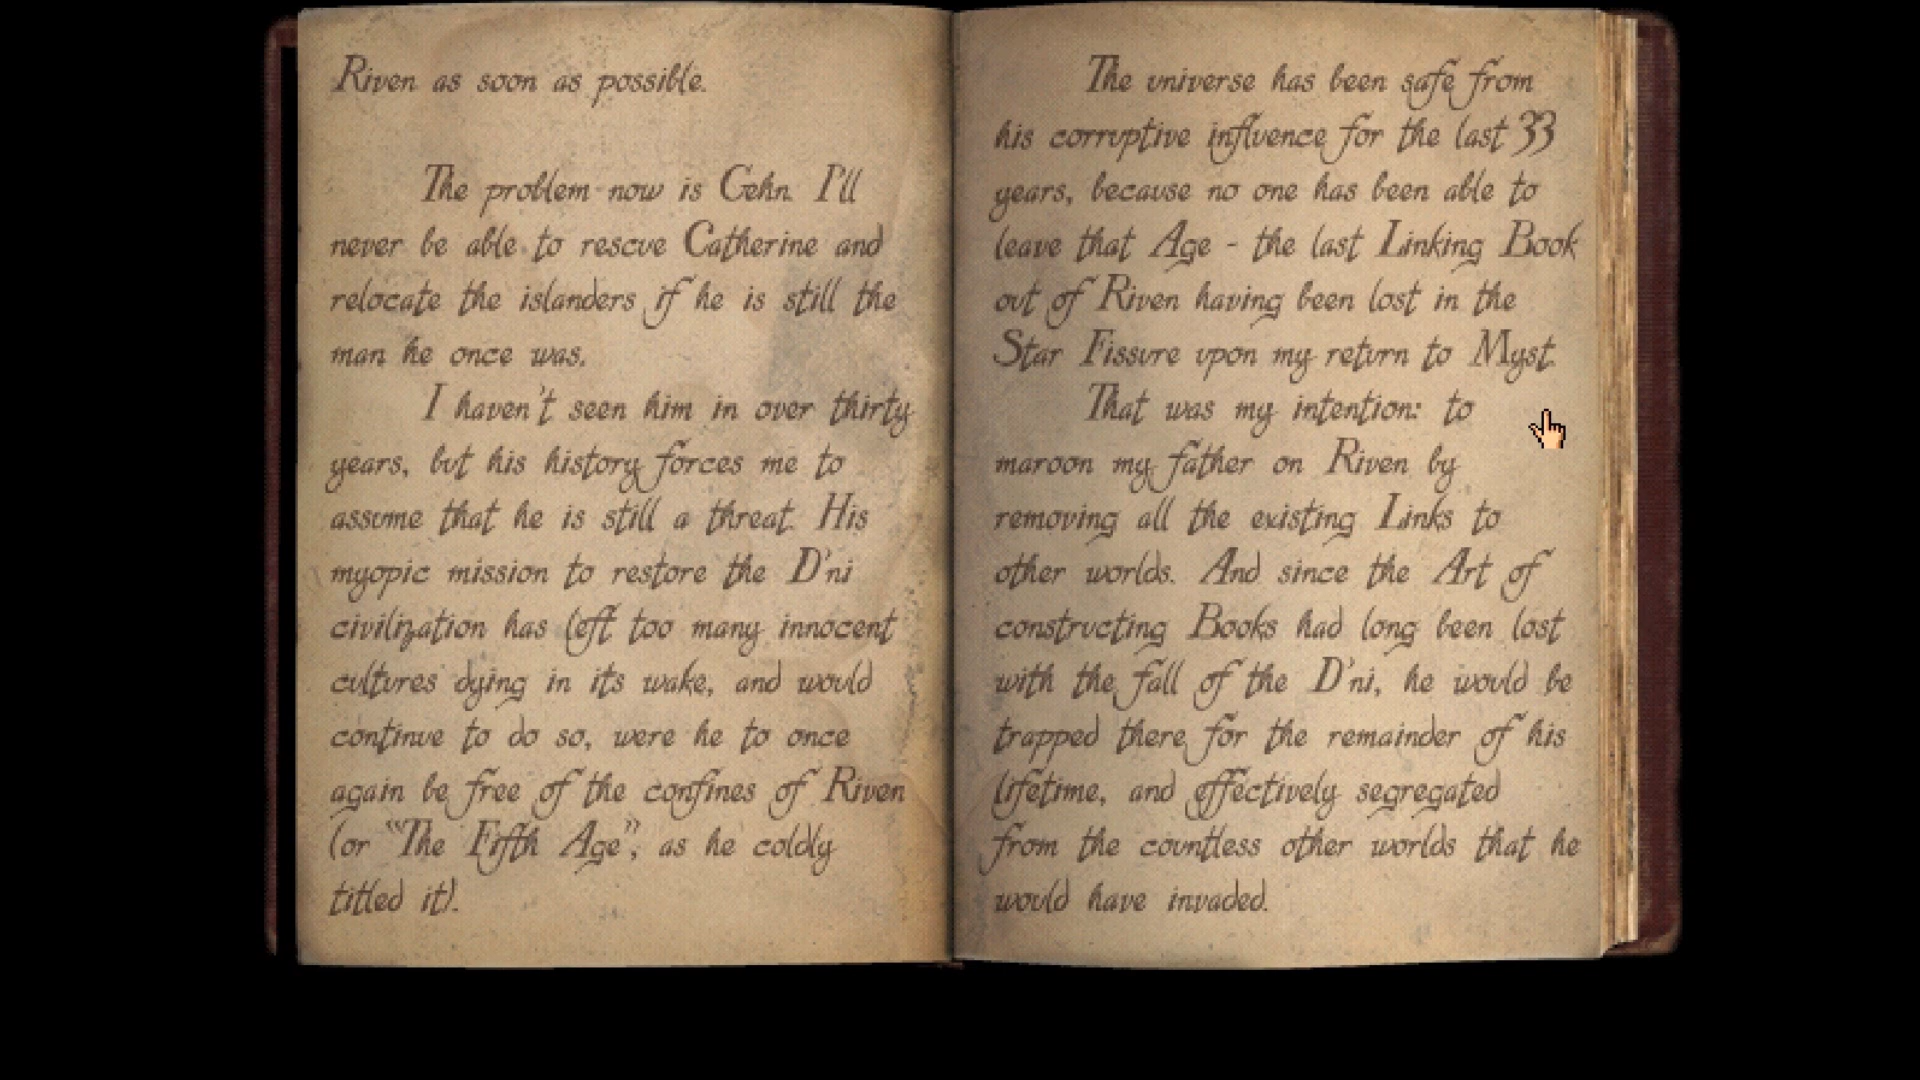 Riven as soon as possible.
The problem now is Gehn. I'll
never be able to rescue Catherine and
relocate the islanders if he is still the
man he once was.
I haven't seen him in over thirty
years, but his history forces me to
assume that he is still a threat. His
myopic mission to restore the D'ni
civilization has left too many innocent
cultures dying in its wake, and would
continue to do so, were he to once
again be free of the confines of Riven
(or "The Fifth Age", as he coldly
titled it).
The universe has been safe from
his corruptive influence for the last 33
years, because no one has been able to
leave that Age - the last Linking Book
out of Riven having been lost in the
Star Fissure upon my return to Myst.
That was my intention: to
maroon my father on Riven by
removing all the existing Links to
other worlds. And since the Art of
constructing Books had long been lost
with the fall of the D'ni, he would be
trapped there for the remainder of his
lifetime, and effectively segregated
from the countless other worlds that he
would have invaded.